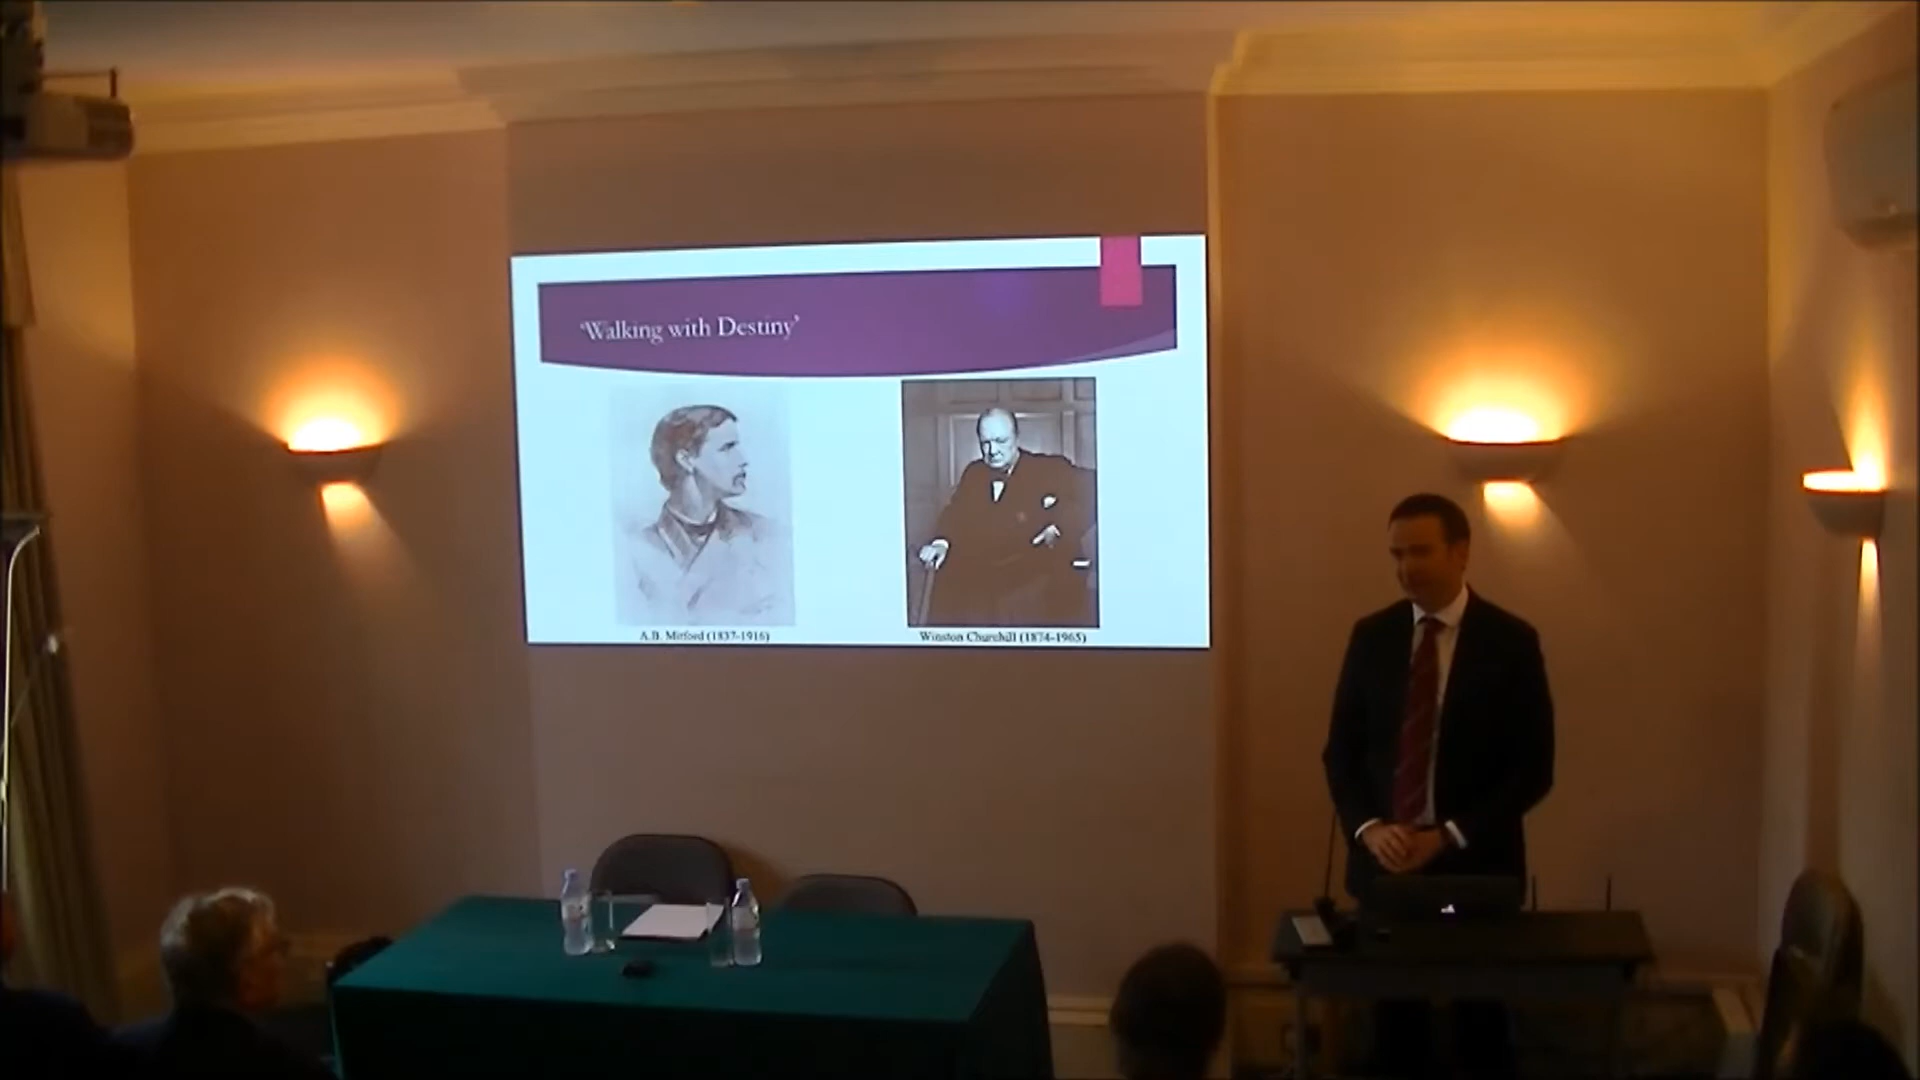 ‘Walking with Destiny’
A.B. Mitford (1837-1916)
Winston Churchill (1874-1965)